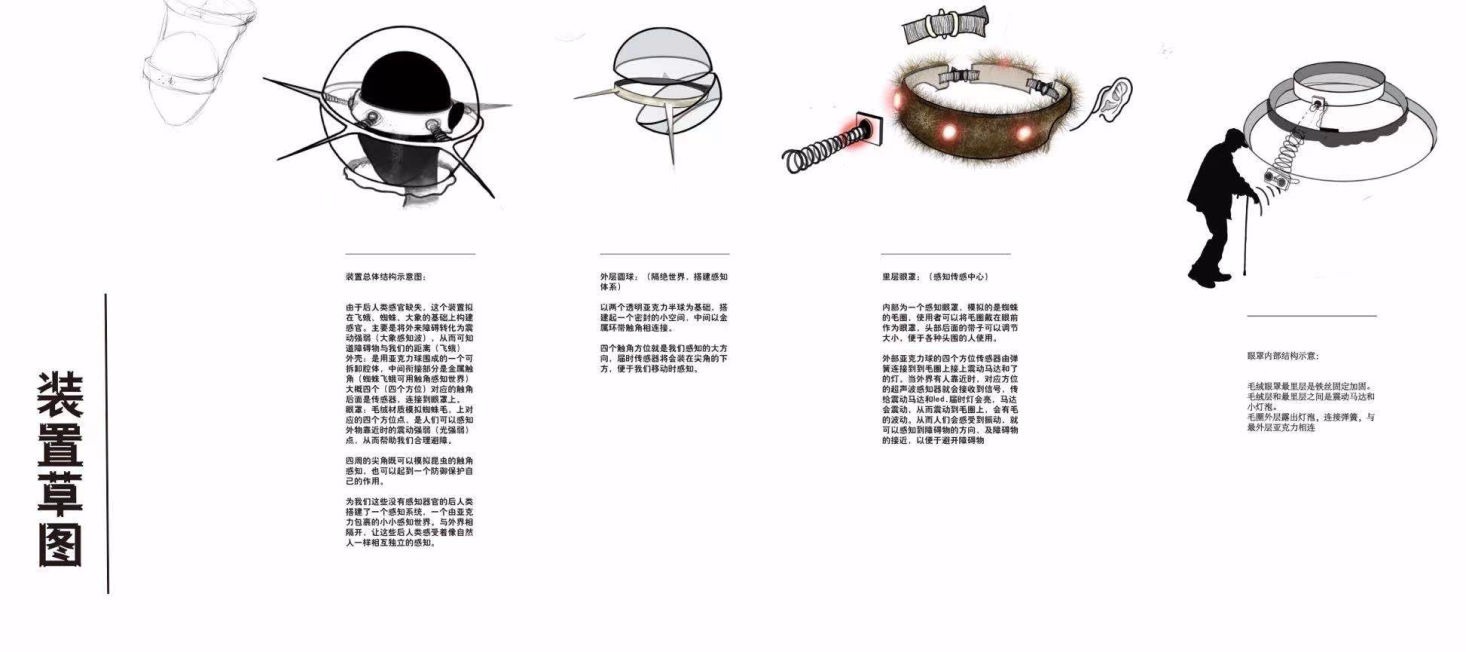 装置草图
装置总体结构示意图：
由于后人类感官缺失，这个装置拟
在飞蛾、蜘蛛、大象的基础上构建
感官。主要是将外来障碍转化为震
动强弱（大象感知波），从而可知
道障碍物与我们的距离（飞蛾）
外壳：是用亚克力球围成的一个可
拆卸腔体，中间衔接部分是金属触
角（蜘蛛飞蛾可用触角感知世界）
大概四个（四个方位）对应的触角
后面是传感器，连接到眼罩上。
眼罩：毛绒材质模拟蜘蛛毛，上对
应的四个方位点，是人们可以感知
外物靠近时的震动强弱（光强弱）
点，从而帮助我们合理避障。
四周的尖角既可以模拟昆虫的触角
感知，也可以起到一个防御保护自
己的作用。
为我们这些没有感知器官的后人类
搭建了一个感知系统，一个由亚克
力包裹的小小感知世界。与外界相
隔开，让这些后人类感受着像自然
人一样相互独立的感知。
外层圆球：（隔绝世界，搭建感知
体系）
以两个透明亚克力半球为基础，搭
建起一个密封的小空间，中间以金
属环带触角相连接。
四个触角方位就是我们感知的大方
向，届时传感器将会装在尖角的下
方，便于我们移动时感知。
里层眼罩：（感知传感中心）
内部为一个感知眼罩，模拟的是蜘蛛
的毛圈，使用者可以将毛圈戴在眼前
作为眼罩，头部后面的带子可以调节
大小，便于各种头围的人使用。
外部亚克力球的四个方位传感器由弹
簧连接到到毛圈上接上震动马达和了
的灯，当外界有人靠近时，对应方位
的超声波感知器就会接收到信号，传
给震动马达和led.届时灯会亮，马达
会震动，从而震动到毛圈上，会有毛
的波动，从而人们会感受到振动，就
可以感知到障碍物的方向，及障碍物
的接近，以便于避开障碍物
眼罩内部结构示意：
毛绒眼罩最里层是铁丝固定加固。
毛绒层和最里层之间是震动马达和
小灯泡。
毛圈外层露出灯泡，连接弹簧，与
最外层亚克力相连